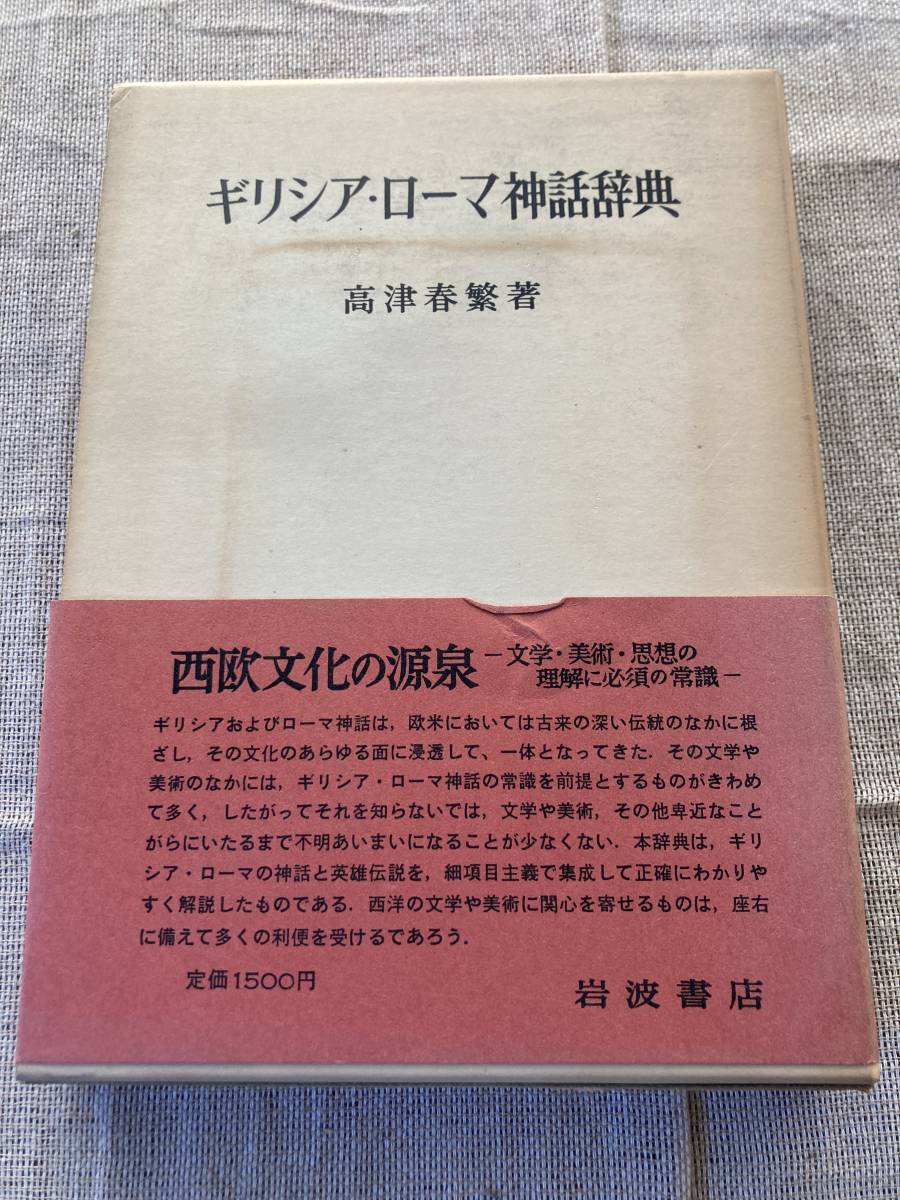 ギリシア・ローマ神話辞典
高津春繁著
西欧文化の源泉
－文学・美術・思想の
理解に必須の常識－
ギリシアおよびローマ神話は，欧米においては古来の深い伝統のなかに根
ざし，その文化のあらゆる面に浸透して、一体となってきた．その文学や
美術のなかには，ギリシア・ローマ神話の常識を前提とするものがきわめ
て多く，したがってそれを知らないでは，文学や美術，その他卑近なこと
がらにいたるまで不明あいまいになることが少なくない．本辞典は，ギリ
シア・ローマの神話と英雄伝説を，細項目主義で集成して正確にわかりや
すく解説したものである．西洋の文学や美術に関心を寄せるものは，座右
に備えて多くの利便を受けるであろう．
定価1500円
岩波書店